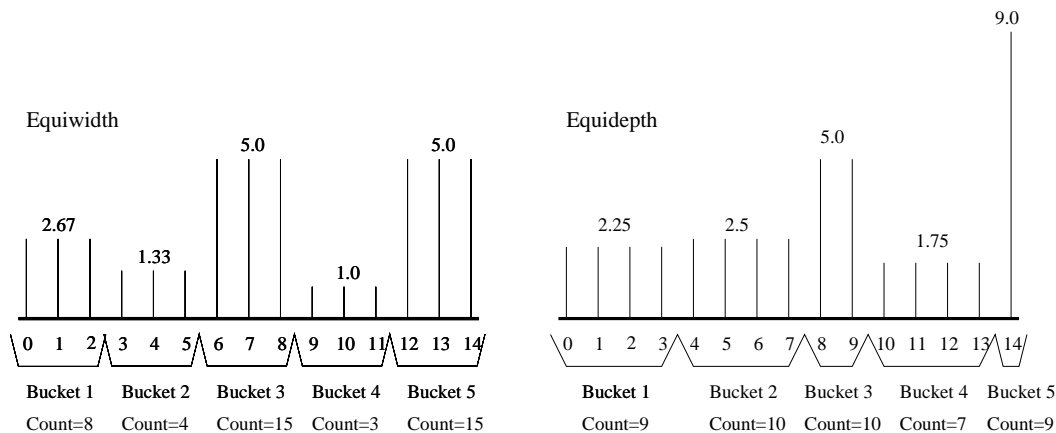 9.0
Equiwidth
Equidepth
5.0
5.0
5.0
2.67
1.33
1.0
2.25
2.5
1.75
0 1 2 3 4 5 6 7 8 9 10 11 12 13 14
0 1 2 3 4 5 6 7 8 9 10 11 12 13 14
Bucket 1 Bucket 2 Bucket 3 Bucket 4 Bucket 5
Count=8 Count=4 Count=15 Count=3 Count=15
Bucket 1 Bucket 2 Bucket 3 Bucket 4 Bucket 5
Count=9 Count=10 Count=10 Count=7 Count=9